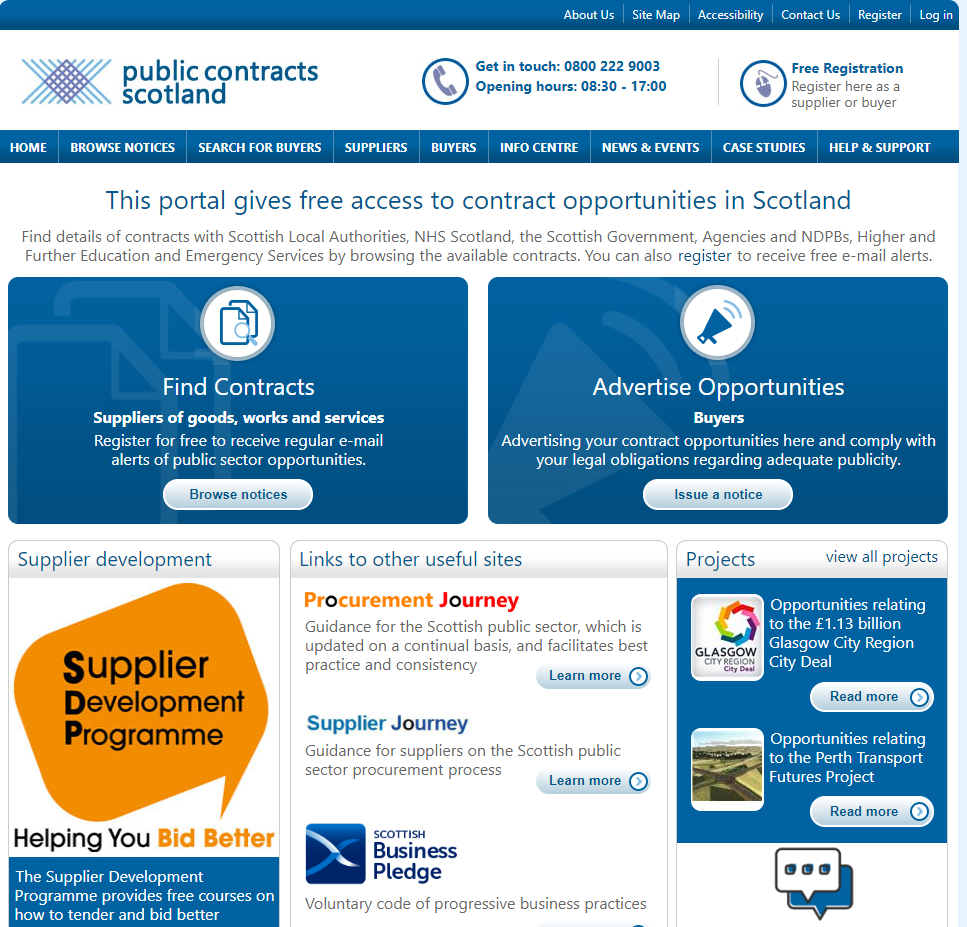 About Us
Site Map
Accessibility
Contact Us
Register
Log in
public contracts
scotland
Get in touch: 0800 222 9003
Opening hours: 08:30 - 17:00
Free Registration
Register here as a
supplier or buyer
HOME
BROWSE NOTICES
SEARCH FOR BUYERS
SUPPLIERS
BUYERS
INFO CENTRE
NEWS & EVENTS
CASE STUDIES
HELP & SUPPORT
This portal gives free access to contract opportunities in Scotland
Find details of contracts with Scottish Local Authorities, NHS Scotland, the Scottish Government, Agencies and NDPBs, Higher and
Further Education and Emergency Services by browsing the available contracts. You can also register to receive free e-mail alerts.
Find Contracts
Suppliers of goods, works and services
Register for free to receive regular e-mail
alerts of public sector opportunities.
Browse notices
Advertise Opportunities
Buyers
Advertising your contract opportunities here and comply with
your legal obligations regarding adequate publicity.
Issue a notice
Supplier development
Supplier
Development
Programme
Helping You Bid Better
The Supplier Development
Programme provides free courses on
how to tender and bid better
Links to other useful sites
Procurement Journey
Guidance for the Scottish public sector, which is
updated on a continual basis, and facilitates best
practice and consistency
Learn more
Supplier Journey
Guidance for suppliers on the Scottish public
sector procurement process
Learn more
SCOTTISH
Business
Pledge
Voluntary code of progressive business practices
Projects
view all projects
GLASGOW
CITY REGION
City Deal
Opportunities relating
to the £1.13 billion
Glasgow City Region
City Deal
Read more
Opportunities relating
to the Perth Transport
Futures Project
Read more